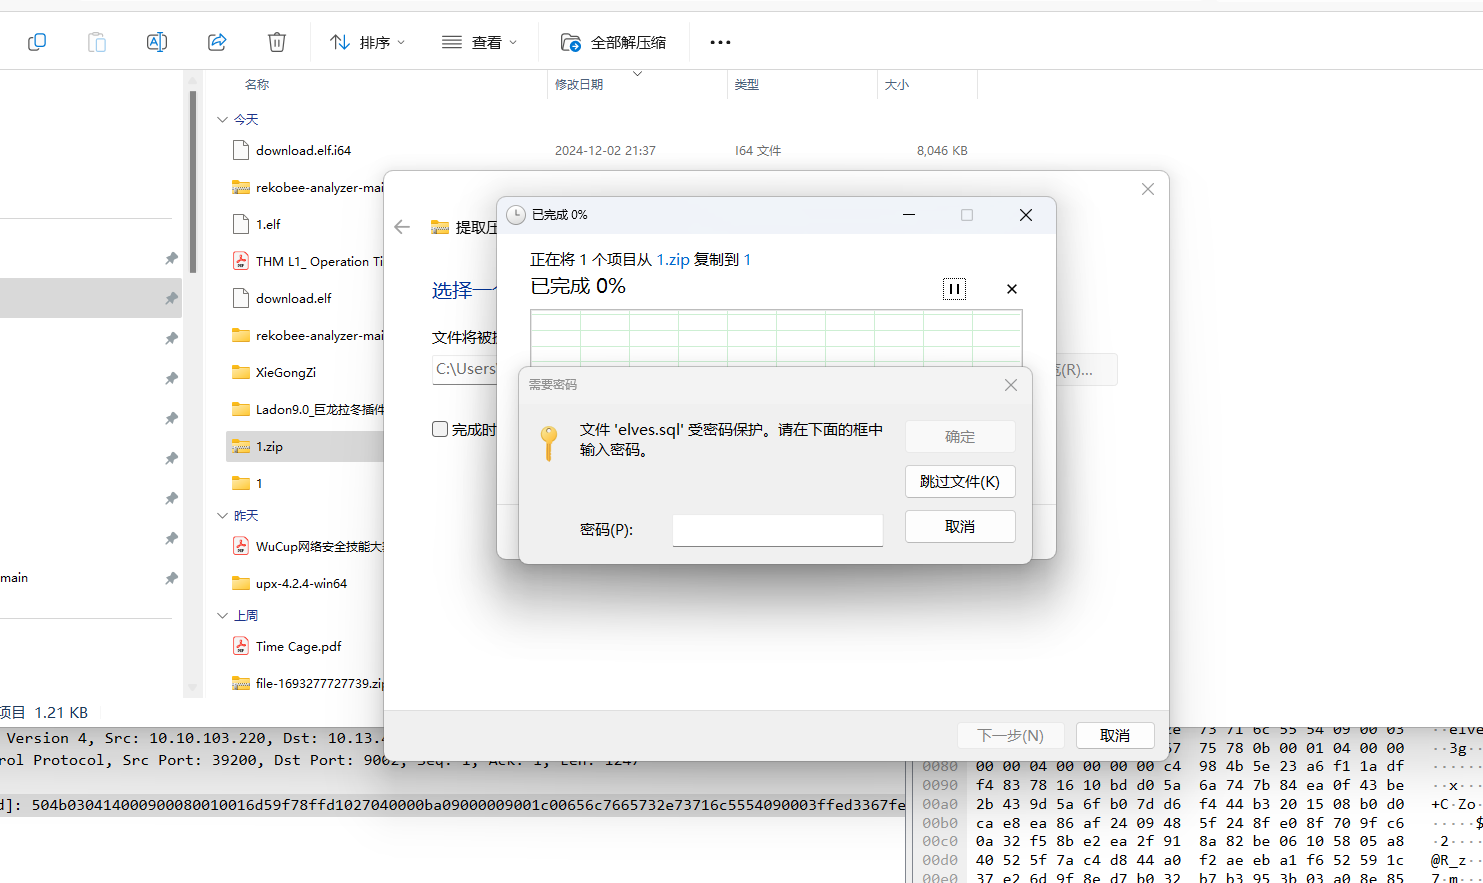 排序
查看
全部解压缩
名称
修改日期
类型
大小
今天
download.elf.i64
2024-12-02 21:37
I64 文件
8,046 KB
rekobee-analyzer-mai
1.elf
THM L1_ Operation Ti
download.elf
rekobee-analyzer-mai
XieGongZi
Ladon9.0_巨龙拉冬插件
1.zip
1
昨天
WuCup网络安全技能大
upx-4.2.4-win64
上周
Time Cage.pdf
file-1693277727739.zip
main
项目 1.21 KB
提取压
选择一个
文件将被
C:\Users'
(R)...
完成时
下一步(N)
取消
已完成 0%
正在将 1 个项目从 1.zip 复制到 1
已完成 0%
需要密码
文件 'elves.sql' 受密码保护。请在下面的框中
输入密码。
确定
跳过文件(K)
密码(P):
取消
Version 4, Src: 10.10.103.220, Dst: 10.13.
rol Protocol, Src Port: 39200, Dst Port: 9002, Seq: 1, Ack: 1, Len: 1247
d]: 504b030414000900080010016d59f78ffd1027040000ba09000009001c00656c7665732e73716c5554090003ffed3367fe
73 71 6c 55 54 09 00 03 ··elve
75 78 0b 00 01 04 00 00 ··3g··
0080 00 00 04 00 00 00 00 c4 98 4b 5e 23 a6 f1 1a df
0090 f4 83 78 16 10 bd d0 5a 6a 74 7b 84 ea 0f 43 be ··x···
00a0 2b 43 9d 5a 6f b0 7d d6 f4 44 b3 20 15 08 b0 d0 +C·Zo·
00b0 ca e8 ea 86 af 24 09 48 5f 24 8f e0 8f 70 9f c6 ·····$
00c0 0a 32 f5 8b e2 ea 2f 91 8a 82 be 06 10 58 05 a8 ·2····
00d0 40 52 5f 7a c4 d8 44 a0 f2 ae eb a1 f6 52 59 1c @R_z··
00e0 37 e2 6d 9f 8e d7 b0 32 b7 b3 95 3b 03 a0 8e 85 7·m···